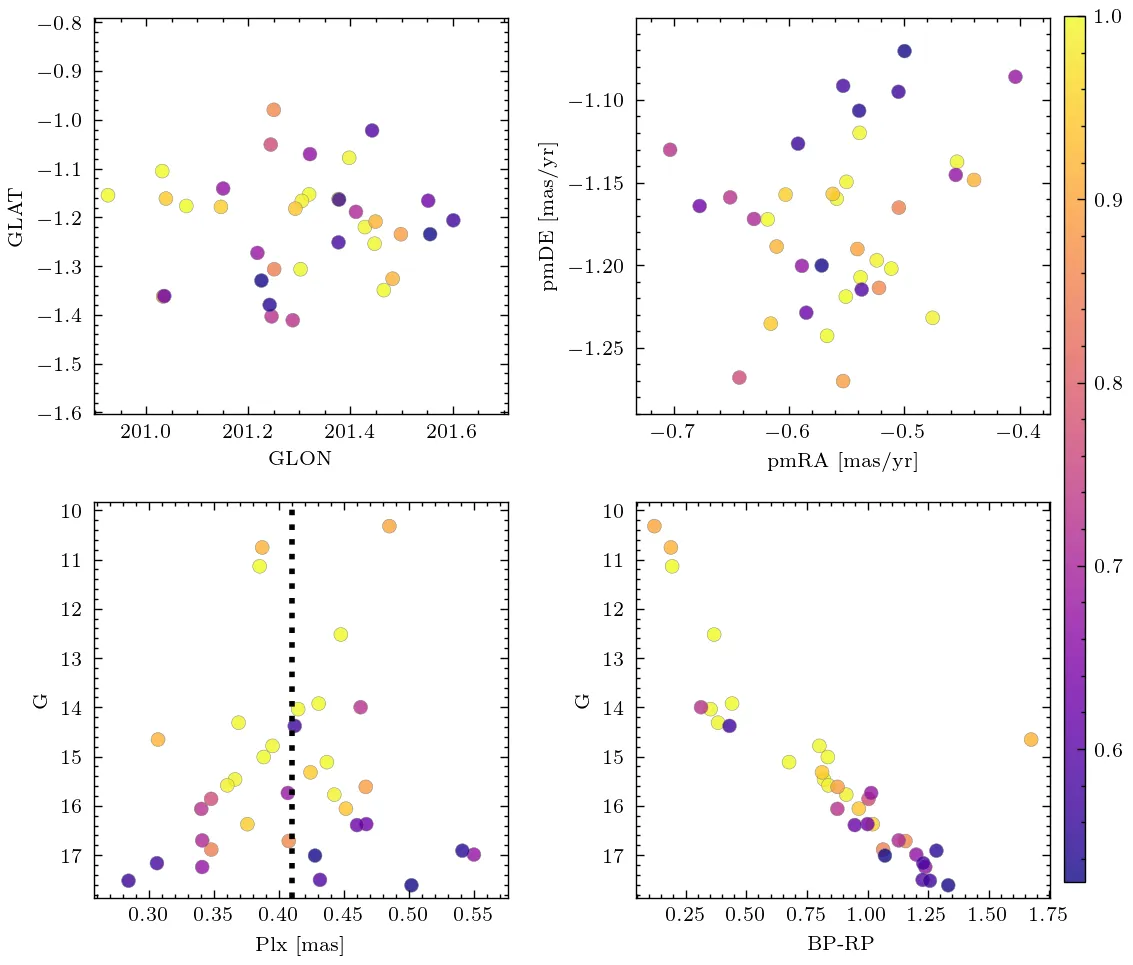 −0.8
−0.9
−1.0
−1.1
−1.2
−1.3
−1.4
−1.5
−1.6
GLAT
201.0 201.2 201.4 201.6
GLON
−1.10
−1.15
−1.20
−1.25
pmDE [mas/yr]
−0.7 −0.6 −0.5 −0.4
pmRA [mas/yr]
1.0
0.9
0.8
0.7
0.6
10
11
12
13
14
15
16
17
G
0.30 0.35 0.40 0.45 0.50 0.55
Plx [mas]
10
11
12
13
14
15
16
17
G
0.25 0.50 0.75 1.00 1.25 1.50 1.75
BP-RP